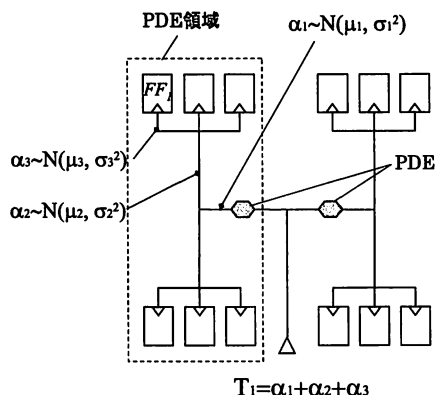 PDE領域
α₁~N(μ₁, σ₁²)
FF₁
α₃~N(μ₃, σ₃²)
PDE
α₂~N(μ₂, σ₂²)
T₁=α₁+α₂+α₃